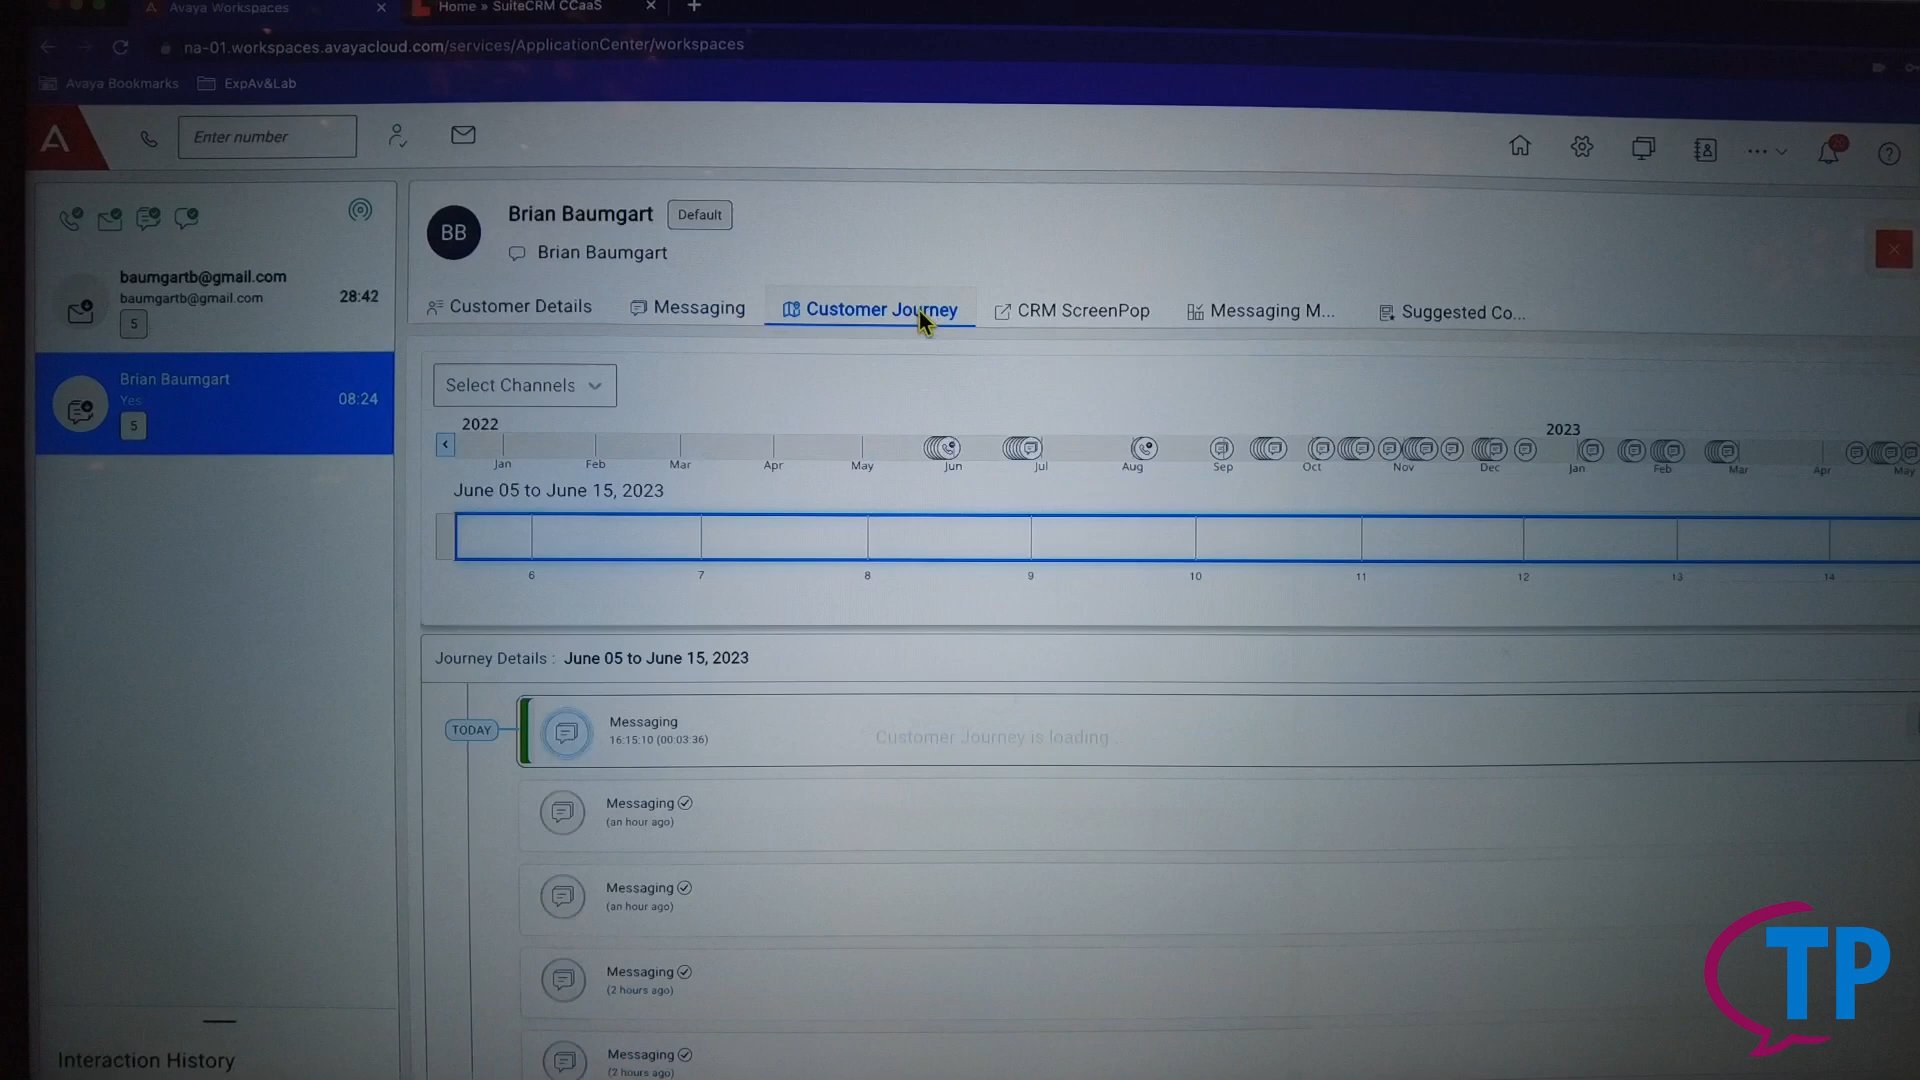 Avaya Workspaces
Home » SuiteCRM CCaaS
na-01.workspaces.avayacloud.com/services/ApplicationCenter/workspaces
Avaya Bookmarks
ExpAv&Lab
Enter number
BB
Brian Baumgart
Default
Brian Baumgart
baumgartb@gmail.com
baumgartb@gmail.com
28:42
5
Brian Baumgart
Yes
08:24
5
Customer Details
Messaging
Customer Journey
CRM ScreenPop
Messaging M...
Suggested Co...
Select Channels
2022
2023
Jan Feb Mar Apr May Jun Jul Aug Sep Oct Nov Dec Jan Feb Mar Apr May
June 05 to June 15, 2023
6 7 8 9 10 11 12 13 14
Journey Details : June 05 to June 15, 2023
TODAY
Messaging
16:15:10 (00:03:36)
Customer Journey is loading...
Messaging
(an hour ago)
Messaging
(an hour ago)
Messaging
(2 hours ago)
Messaging
(2 hours ago)
Interaction History
TP